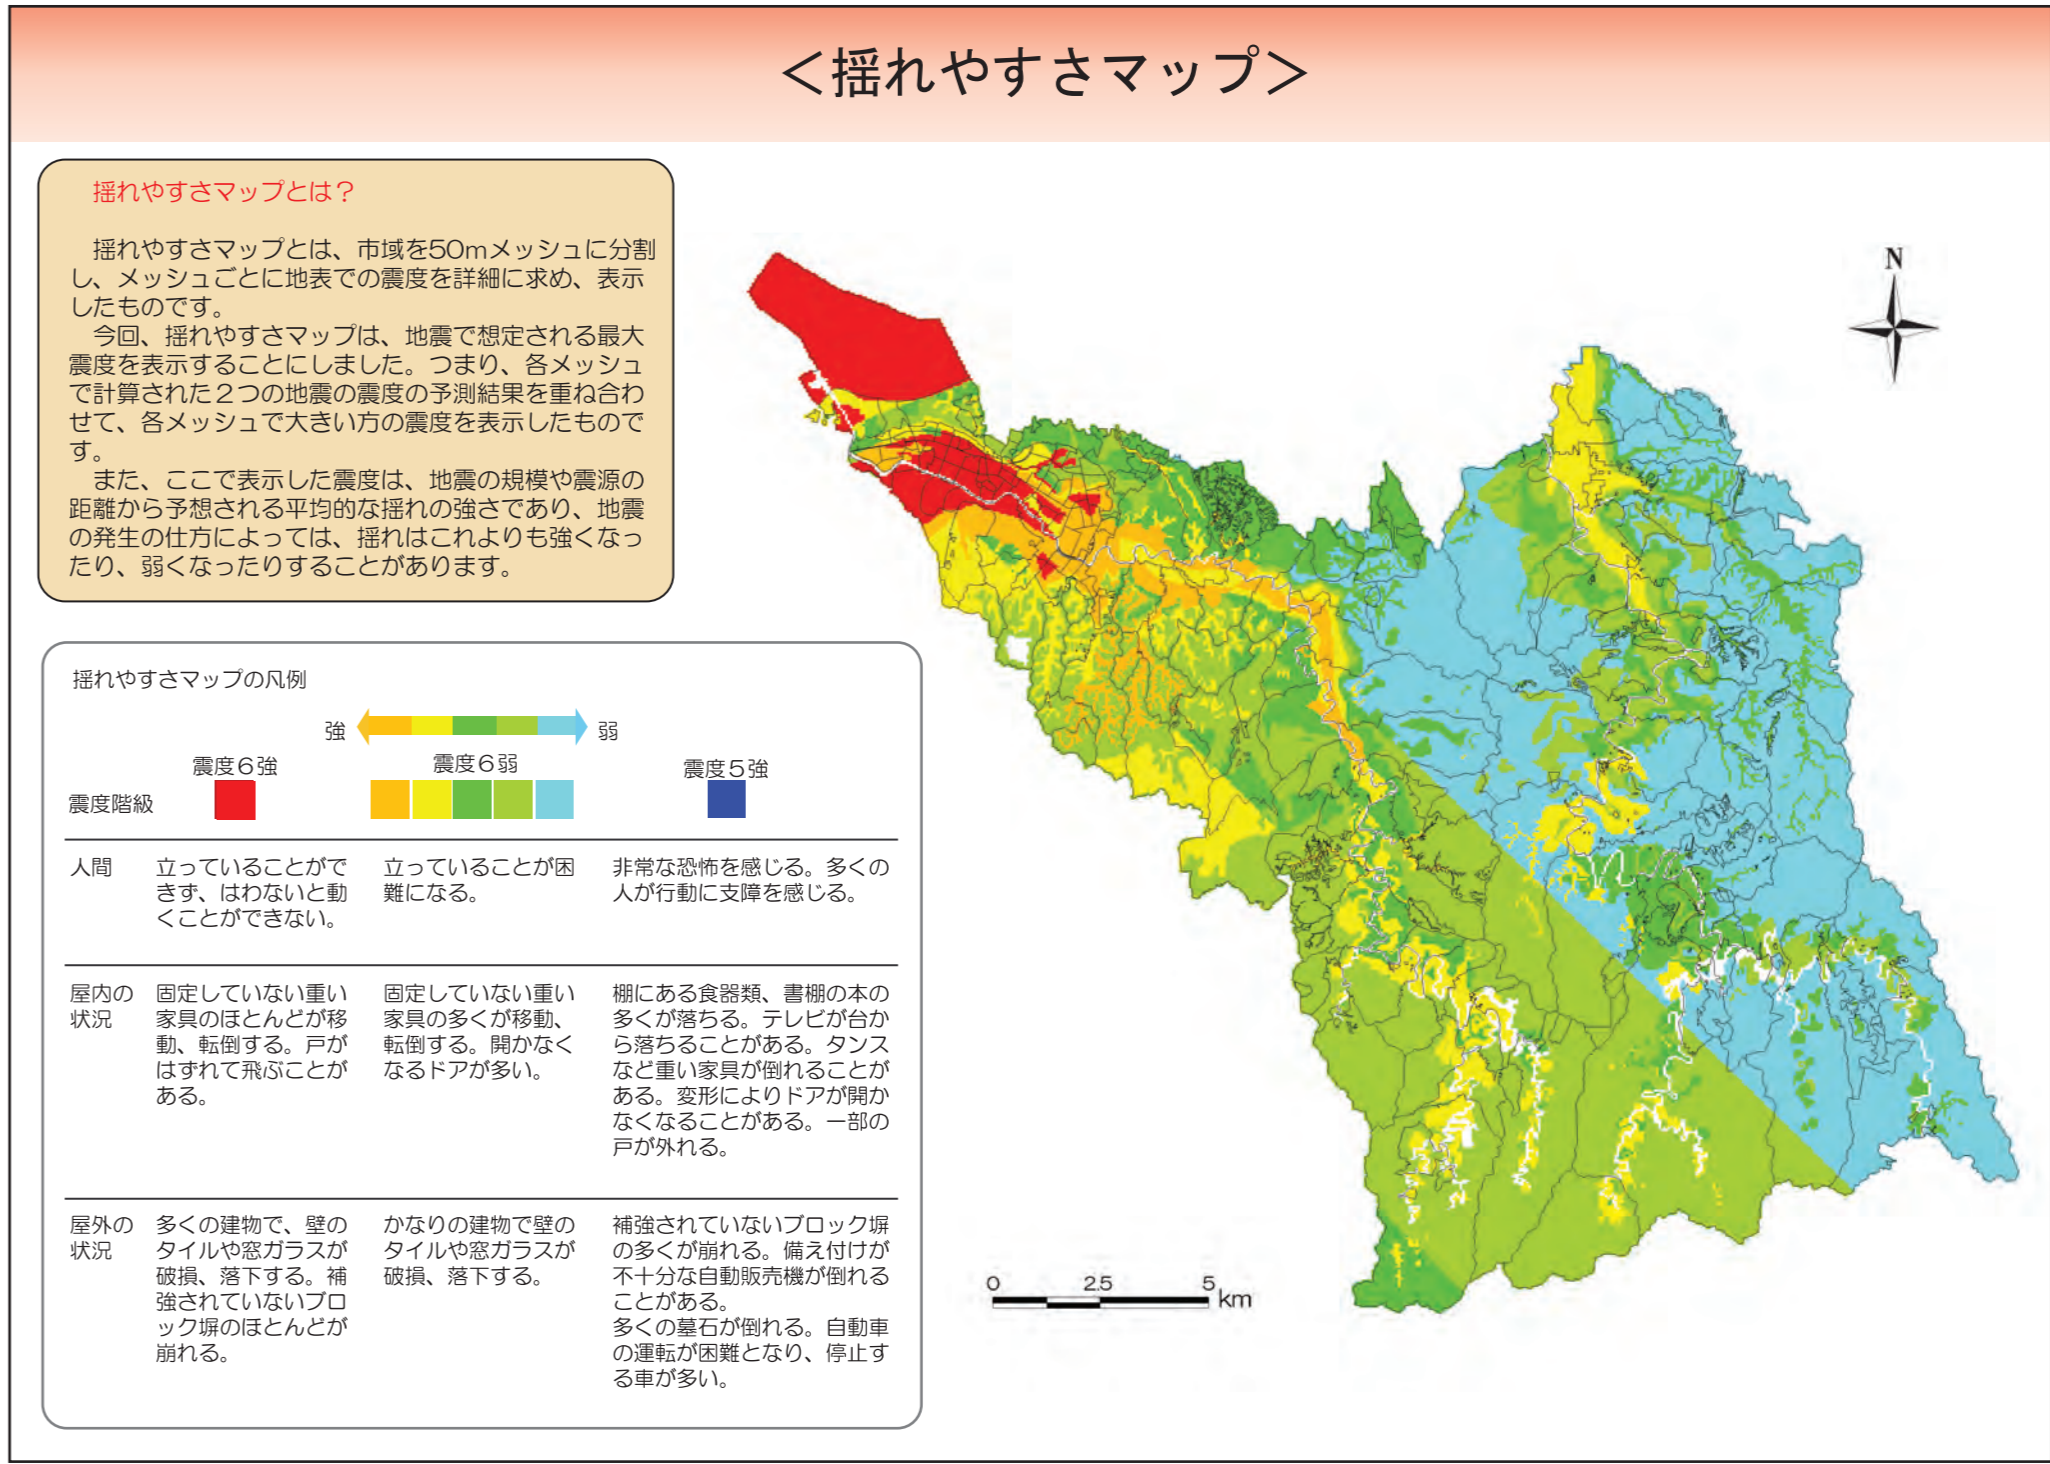 ＜揺れやすさマップ＞
揺れやすさマップとは？
揺れやすさマップとは、市域を50mメッシュに分割
し、メッシュごとに地表での震度を詳細に求め、表示
したものです。
今回、揺れやすさマップは、地震で想定される最大
震度を表示することにしました。つまり、各メッシュ
で計算された２つの地震の震度の予測結果を重ね合わ
せて、各メッシュで大きい方の震度を表示したもので
す。
また、ここで表示した震度は、地震の規模や震源の
距離から予想される平均的な揺れの強さであり、地震
の発生の仕方によっては、揺れはこれよりも強くなっ
たり、弱くなったりすることがあります。
N
揺れやすさマップの凡例
強
弱
震度６強
震度６弱
震度５強
震度階級
人間
立っていることがで
きず、はわないと動
くことができない。
立っていることが困
難になる。
非常な恐怖を感じる。多くの
人が行動に支障を感じる。
屋内の
状況
固定していない重い
家具のほとんどが移
動、転倒する。戸が
はずれて飛ぶことが
ある。
固定していない重い
家具の多くが移動、
転倒する。開かなく
なるドアが多い。
棚にある食器類、書棚の本の
多くが落ちる。テレビが台か
ら落ちることがある。タンス
など重い家具が倒れることが
ある。変形によりドアが開か
なくなることがある。一部の
戸が外れる。
屋外の
状況
多くの建物で、壁の
タイルや窓ガラスが
破損、落下する。補
強されていないブロ
ック塀のほとんどが
崩れる。
かなりの建物で壁の
タイルや窓ガラスが
破損、落下する。
補強されていないブロック塀
の多くが崩れる。備え付けが
不十分な自動販売機が倒れる
ことがある。
多くの墓石が倒れる。自動車
の運転が困難となり、停止す
る車が多い。
0 2.5 5
km